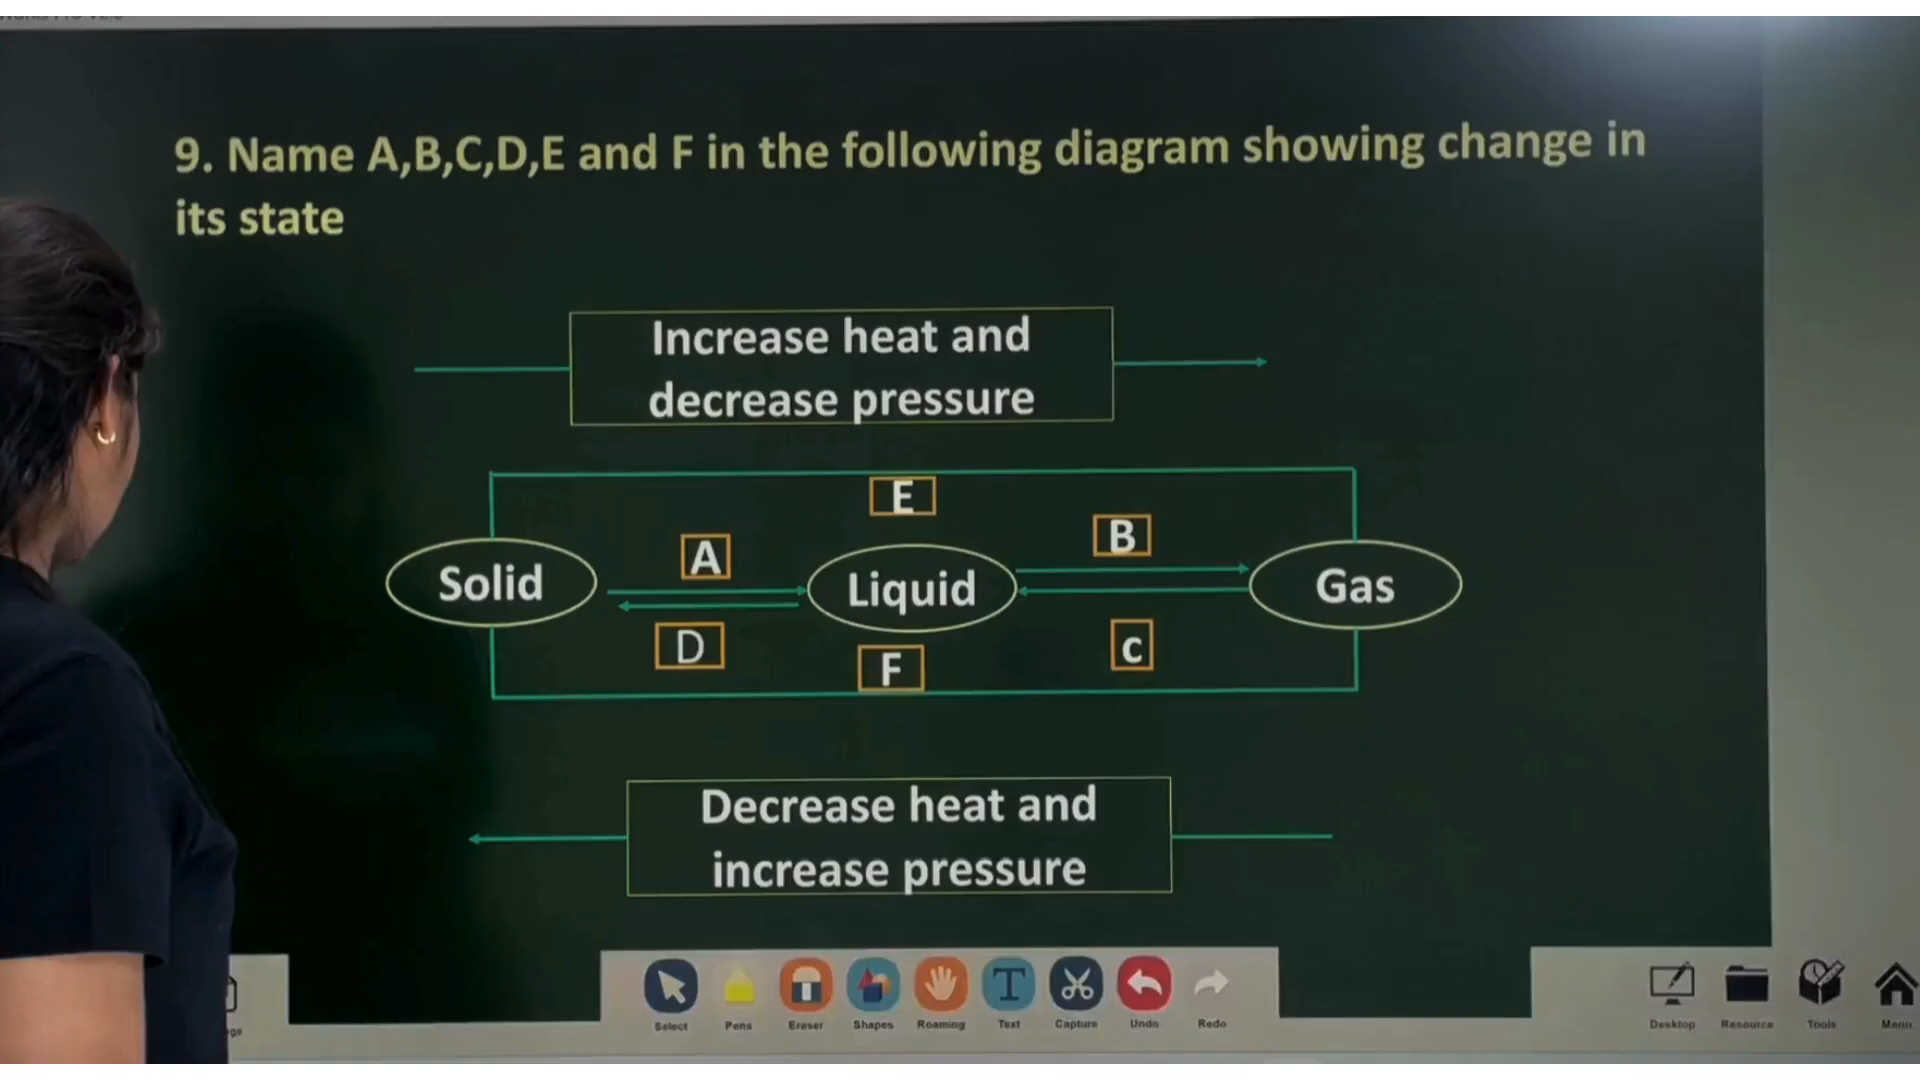 9. Name A,B,C,D,E and F in the following diagram showing change in
its state
Increase heat and
decrease pressure
E
A
B
Solid
Liquid
Gas
D
F
c
Decrease heat and
increase pressure
Select
Pens
Eraser
Shapes
Roaming
Text
Capture
Undo
Redo
Desktop
Resource
Tools
Menu